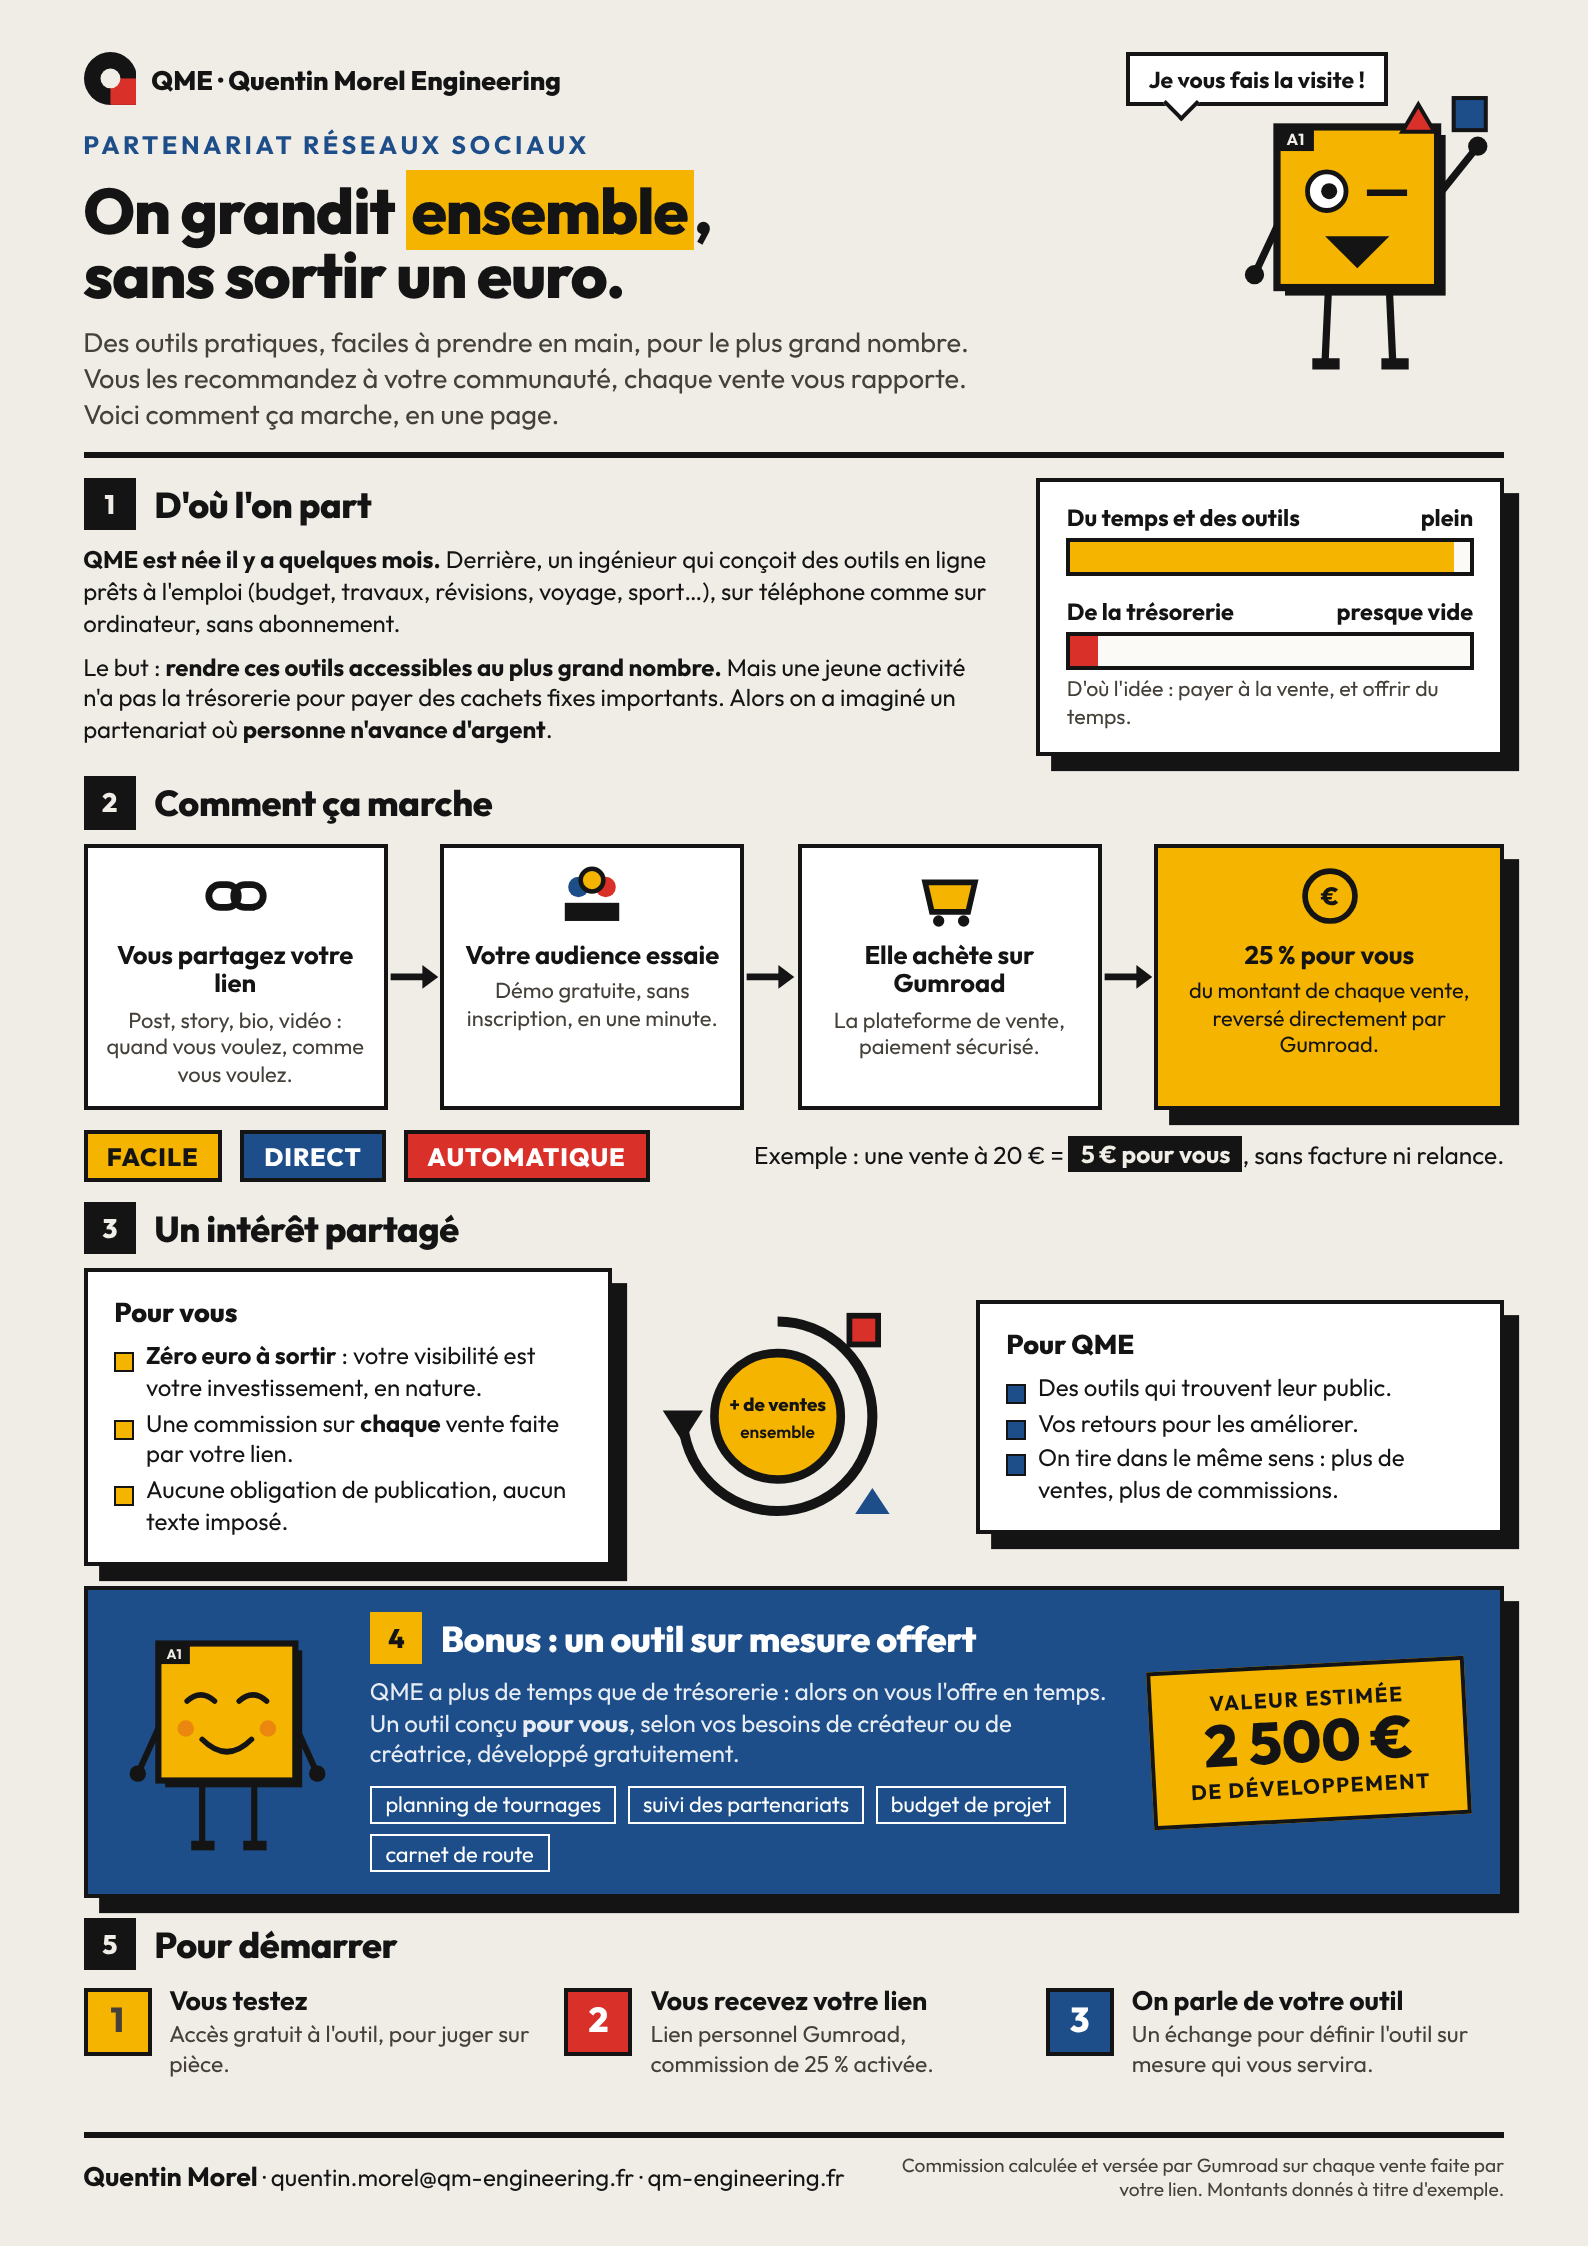 QME · Quentin Morel Engineering
Je vous fais la visite !
PARTENARIAT RÉSEAUX SOCIAUX
A1
On grandit ensemble,
sans sortir un euro.
Des outils pratiques, faciles à prendre en main, pour le plus grand nombre.
Vous les recommandez à votre communauté, chaque vente vous rapporte.
Voici comment ça marche, en une page.
1 D'où l'on part
QME est née il y a quelques mois. Derrière, un ingénieur qui conçoit des outils en ligne
prêts à l'emploi (budget, travaux, révisions, voyage, sport...), sur téléphone comme sur
ordinateur, sans abonnement.
Le but : rendre ces outils accessibles au plus grand nombre. Mais une jeune activité
n'a pas la trésorerie pour payer des cachets fixes importants. Alors on a imaginé un
partenariat où personne n'avance d'argent.
Du temps et des outils plein
De la trésorerie presque vide
D'où l'idée : payer à la vente, et offrir du
temps.
2 Comment ça marche
Vous partagez votre
lien
Post, story, bio, vidéo :
quand vous voulez, comme
vous voulez.
Votre audience essaie
Démo gratuite, sans
inscription, en une minute.
Elle achète sur
Gumroad
La plateforme de vente,
paiement sécurisé.
€
25 % pour vous
du montant de chaque vente,
reversé directement par
Gumroad.
FACILE DIRECT AUTOMATIQUE
Exemple : une vente à 20 € = 5 € pour vous, sans facture ni relance.
3 Un intérêt partagé
Pour vous
Zéro euro à sortir : votre visibilité est
votre investissement, en nature.
Une commission sur chaque vente faite
par votre lien.
Aucune obligation de publication, aucun
texte imposé.
+ de ventes
ensemble
Pour QME
Des outils qui trouvent leur public.
Vos retours pour les améliorer.
On tire dans le même sens : plus de
ventes, plus de commissions.
A1
4 Bonus : un outil sur mesure offert
QME a plus de temps que de trésorerie : alors on vous l'offre en temps.
Un outil conçu pour vous, selon vos besoins de créateur ou de
créatrice, développé gratuitement.
planning de tournages suivi des partenariats budget de projet
carnet de route
VALEUR ESTIMÉE
2 500 €
DE DÉVELOPPEMENT
5 Pour démarrer
1 Vous testez
Accès gratuit à l'outil, pour juger sur
pièce.
2 Vous recevez votre lien
Lien personnel Gumroad,
commission de 25 % activée.
3 On parle de votre outil
Un échange pour définir l'outil sur
mesure qui vous servira.
Quentin Morel · quentin.morel@qm-engineering.fr · qm-engineering.fr
Commission calculée et versée par Gumroad sur chaque vente faite par
votre lien. Montants donnés à titre d'exemple.